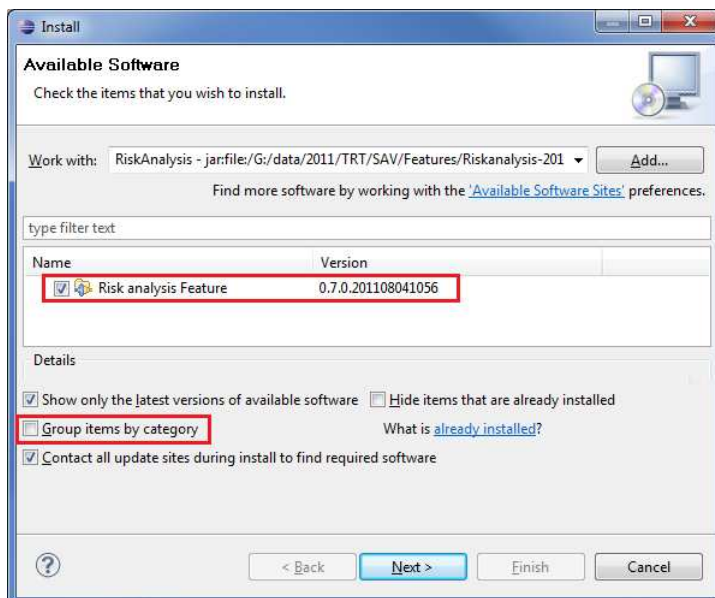 Install
Available Software
Check the items that you wish to install.
Work with: RiskAnalysis - jar:file:/G:/data/2011/TRT/SAV/Features/Riskanalysis-201 Add...
Find more software by working with the 'Available Software Sites' preferences.
type filter text
Name Version
Risk analysis Feature 0.7.0.201108041056
Details
Show only the latest versions of available software Hide items that are already installed
Group items by category What is already installed?
Contact all update sites during install to find required software
? < Back Next > Finish Cancel